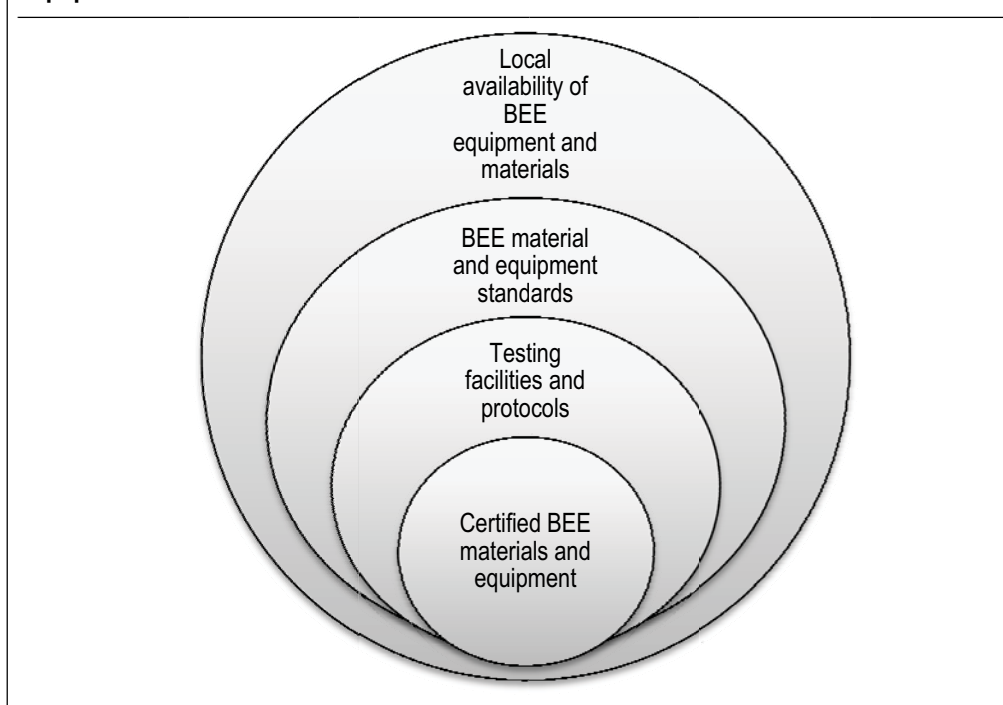 Local
availability of
BEE
equipment and
materials
BEE material
and equipment
standards
Testing
facilities and
protocols
Certified BEE
materials and
equipment